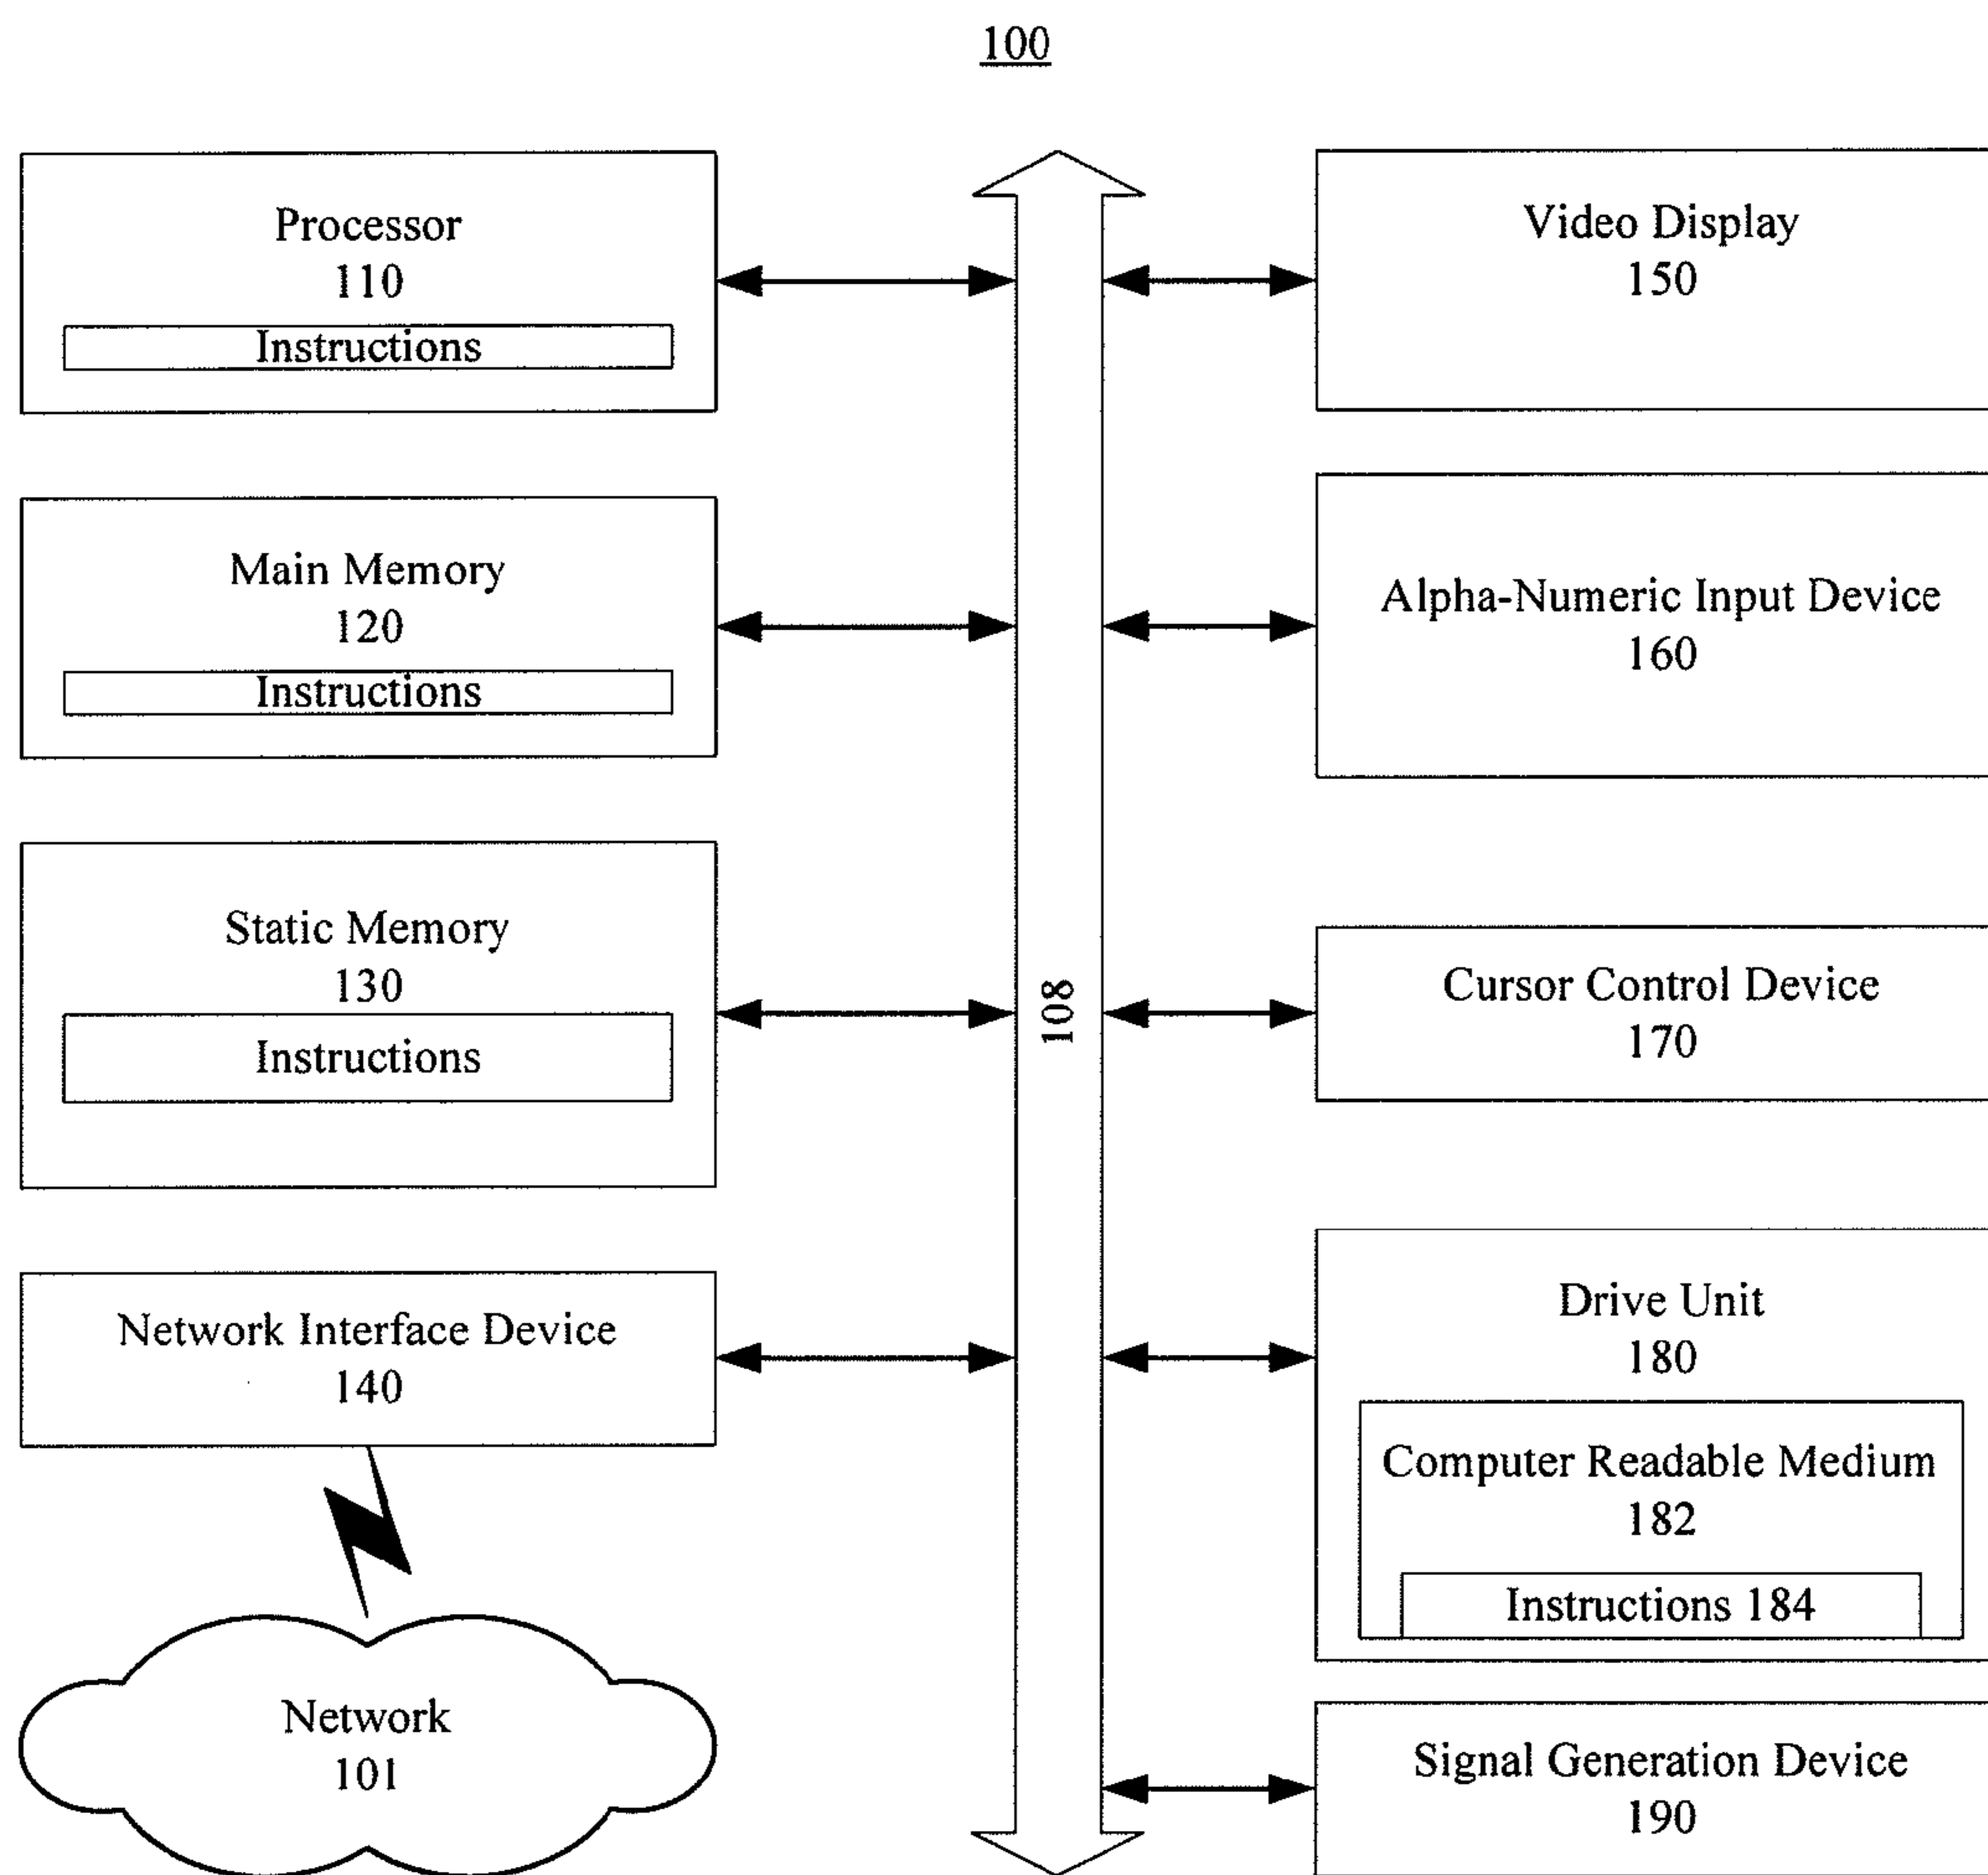 100
Processor
110
Instructions
Main Memory
120
Instructions
Static Memory
130
Instructions
Network Interface Device
140
Network
101
108
Video Display
150
Alpha-Numeric Input Device
160
Cursor Control Device
170
Drive Unit
180
Computer Readable Medium
182
Instructions 184
Signal Generation Device
190